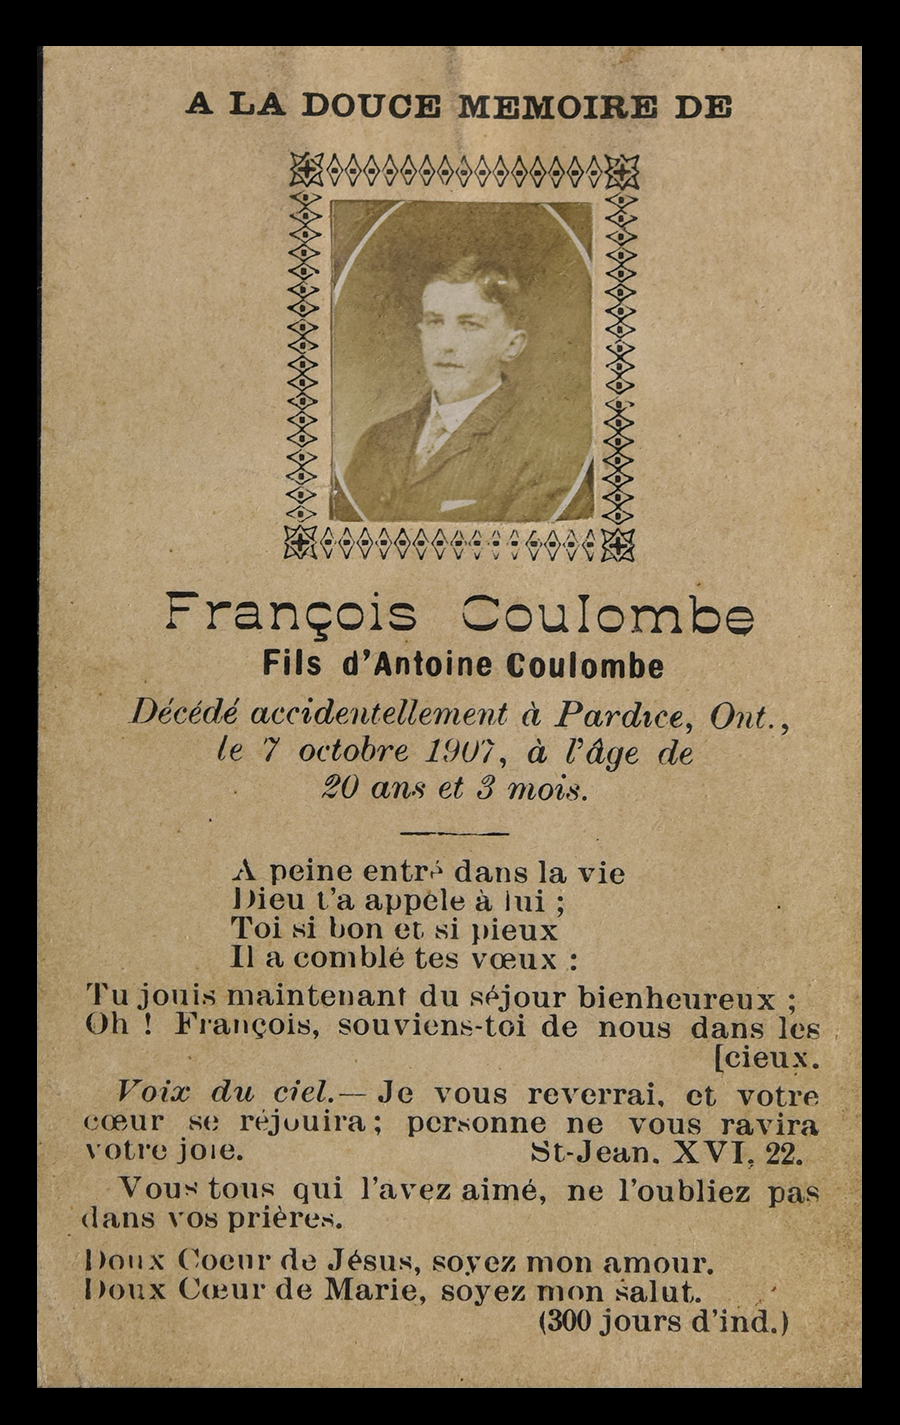 A LA DOUCE MEMOIRE DE
François Coulombe
Fils d'Antoine Coulombe
Décédé accidentellement à Pardice, Ont.,
le 7 octobre 1907, à l'âge de
20 ans et 3 mois.
A peine entré dans la vie
Dieu t'a appelé à lui ;
Toi si bon et si pieux
Il a comblé tes vœux :
Tu jouis maintenant du séjour bienheureux ;
Oh ! François, souviens-toi de nous dans les
[cieux.
Voix du ciel.— Je vous reverrai, et votre
cœur se réjouira ; personne ne vous ravira
votre joie. St-Jean. XVI, 22.
Vous tous qui l'avez aimé, ne l'oubliez pas
dans vos prières.
Doux Coeur de Jésus, soyez mon amour.
Doux Cœur de Marie, soyez mon salut.
(300 jours d'ind.)